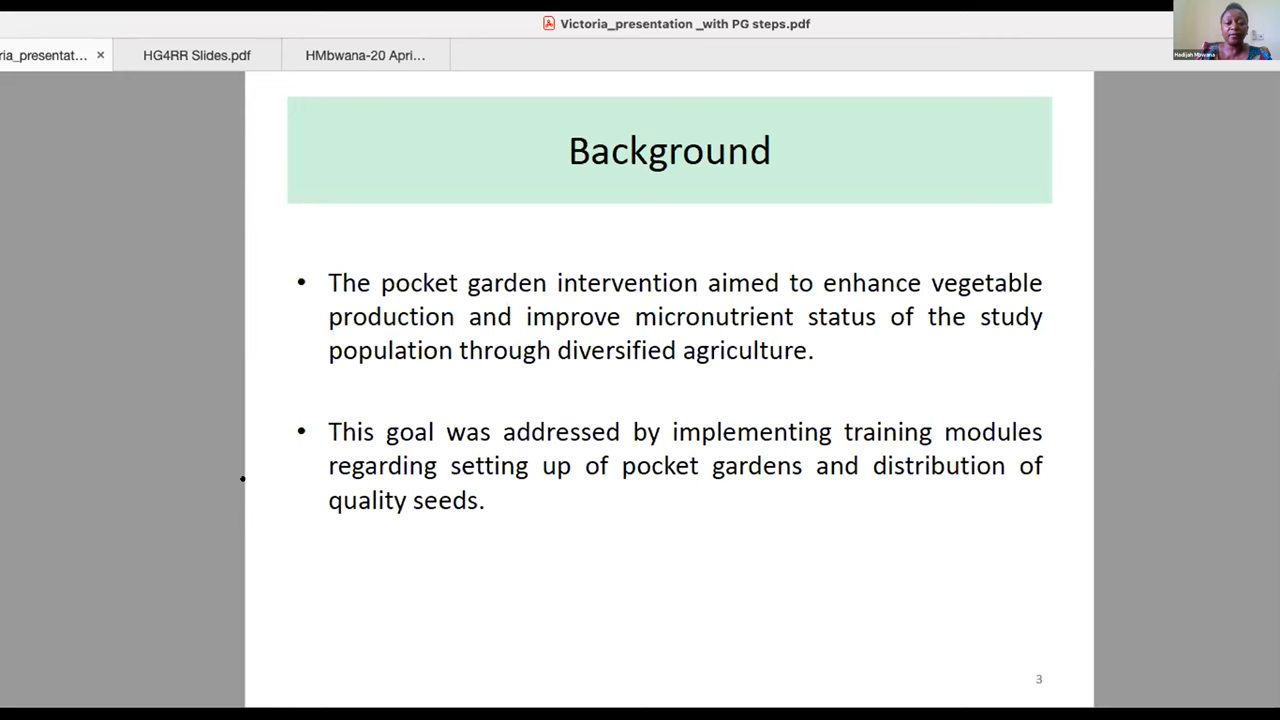 Victoria_presentation _with PG steps.pdf
ria_presentat... ×
HG4RR Slides.pdf
HMbwana-20 Apri...
Hadijah Mbwana
Background
• The pocket garden intervention aimed to enhance vegetable
production and improve micronutrient status of the study
population through diversified agriculture.
• This goal was addressed by implementing training modules
regarding setting up of pocket gardens and distribution of
quality seeds.
3